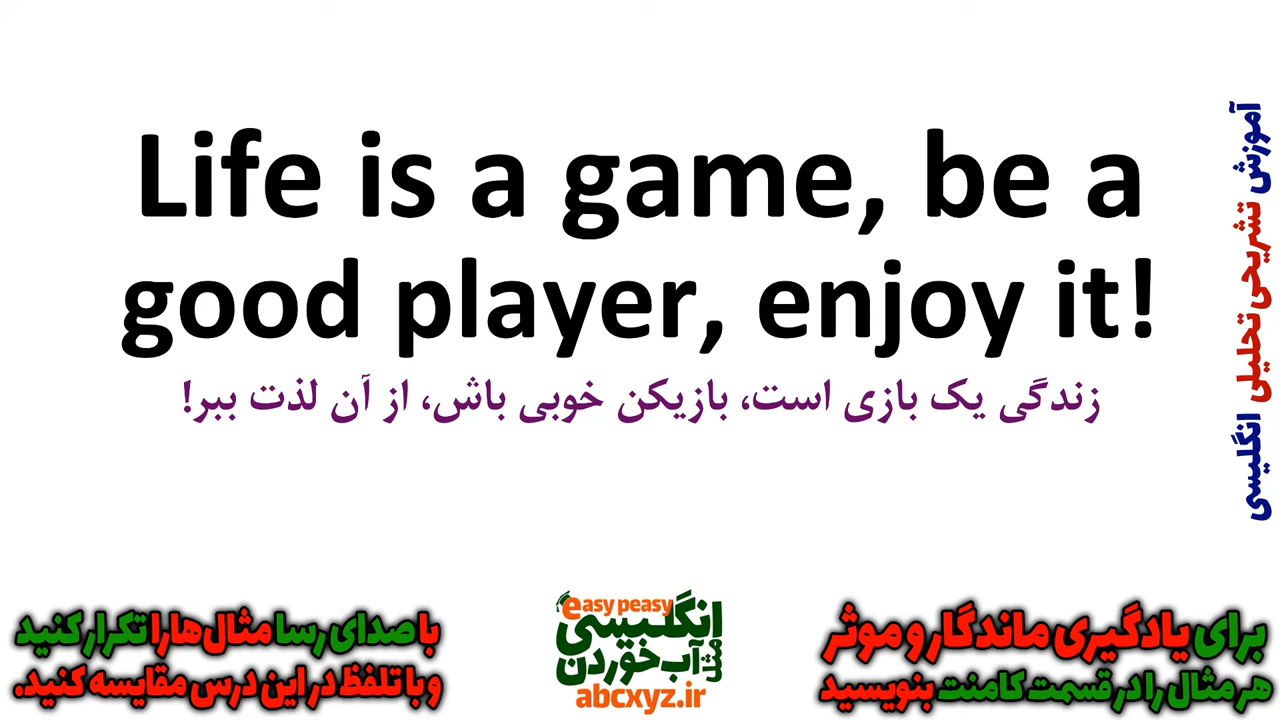 Life is a game, be a
good player, enjoy it!
زندگی یک بازی است، بازیکن خوبی باش، از آن لذت ببر!
آموزش تشریحی تحلیلی انگلیسی
با صدای رسا مثال‌ها را تکرار کنید
و با تلفظ در این درس مقایسه کنید.
easy peasy
انگلیسی
مثل آب خوردن
abcxyz.ir
برای یادگیری ماندگار و موثر
هر مثال را در قسمت کامنت بنویسید